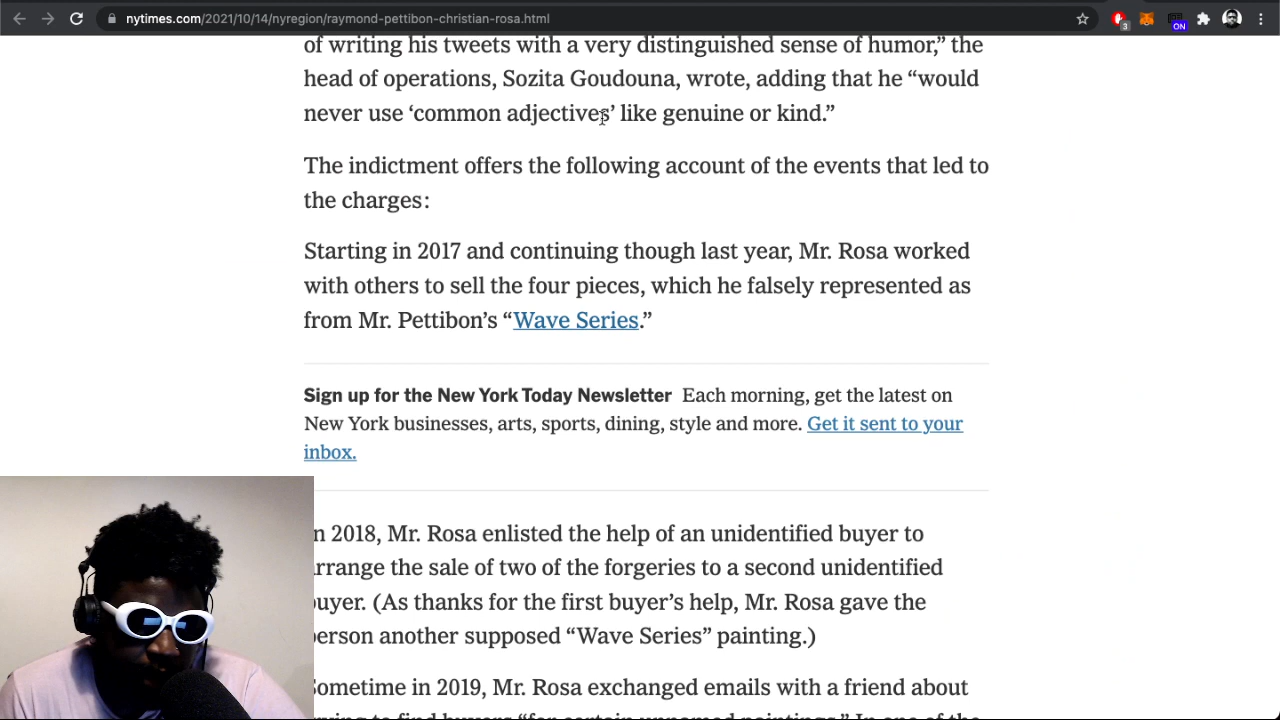 nytimes.com/2021/10/14/nyregion/raymond-pettibon-christian-rosa.html
3
ON
of writing his tweets with a very distinguished sense of humor,” the
head of operations, Sozita Goudouna, wrote, adding that he “would
never use ‘common adjectives’ like genuine or kind.”
The indictment offers the following account of the events that led to
the charges:
Starting in 2017 and continuing though last year, Mr. Rosa worked
with others to sell the four pieces, which he falsely represented as
from Mr. Pettibon’s “Wave Series.”
Sign up for the New York Today Newsletter Each morning, get the latest on
New York businesses, arts, sports, dining, style and more. Get it sent to your
inbox.
n 2018, Mr. Rosa enlisted the help of an unidentified buyer to
rrange the sale of two of the forgeries to a second unidentified
buyer. (As thanks for the first buyer’s help, Mr. Rosa gave the
person another supposed “Wave Series” painting.)
Sometime in 2019, Mr. Rosa exchanged emails with a friend about
trying to find buyers “for certain unnamed paintings.” In one of the